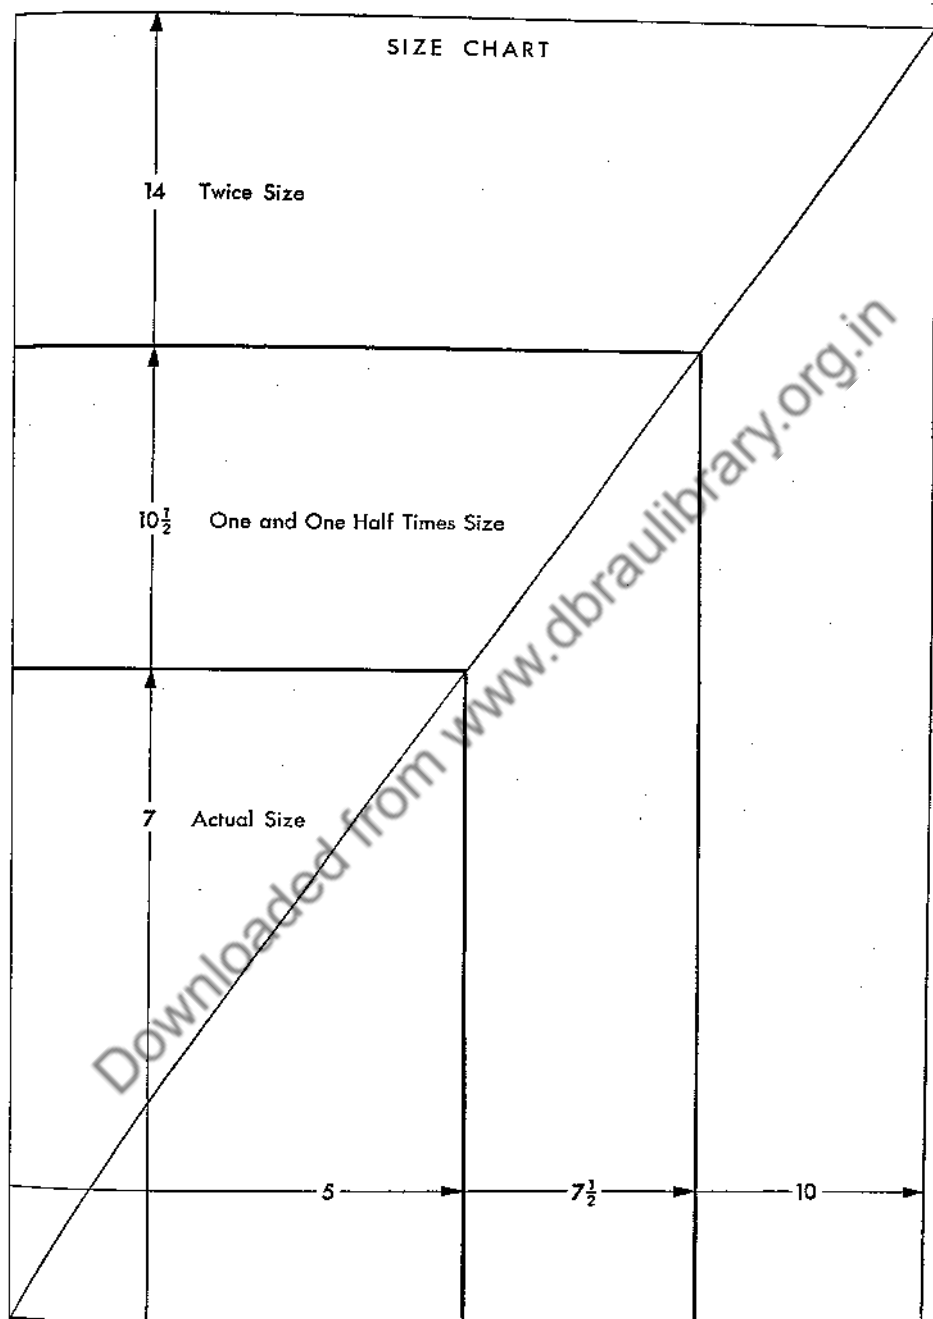 SIZE CHART
14 Twice Size
10½ One and One Half Times Size
7 Actual Size
5 7½ 10
Downloaded from www.dbraulibrary.org.in